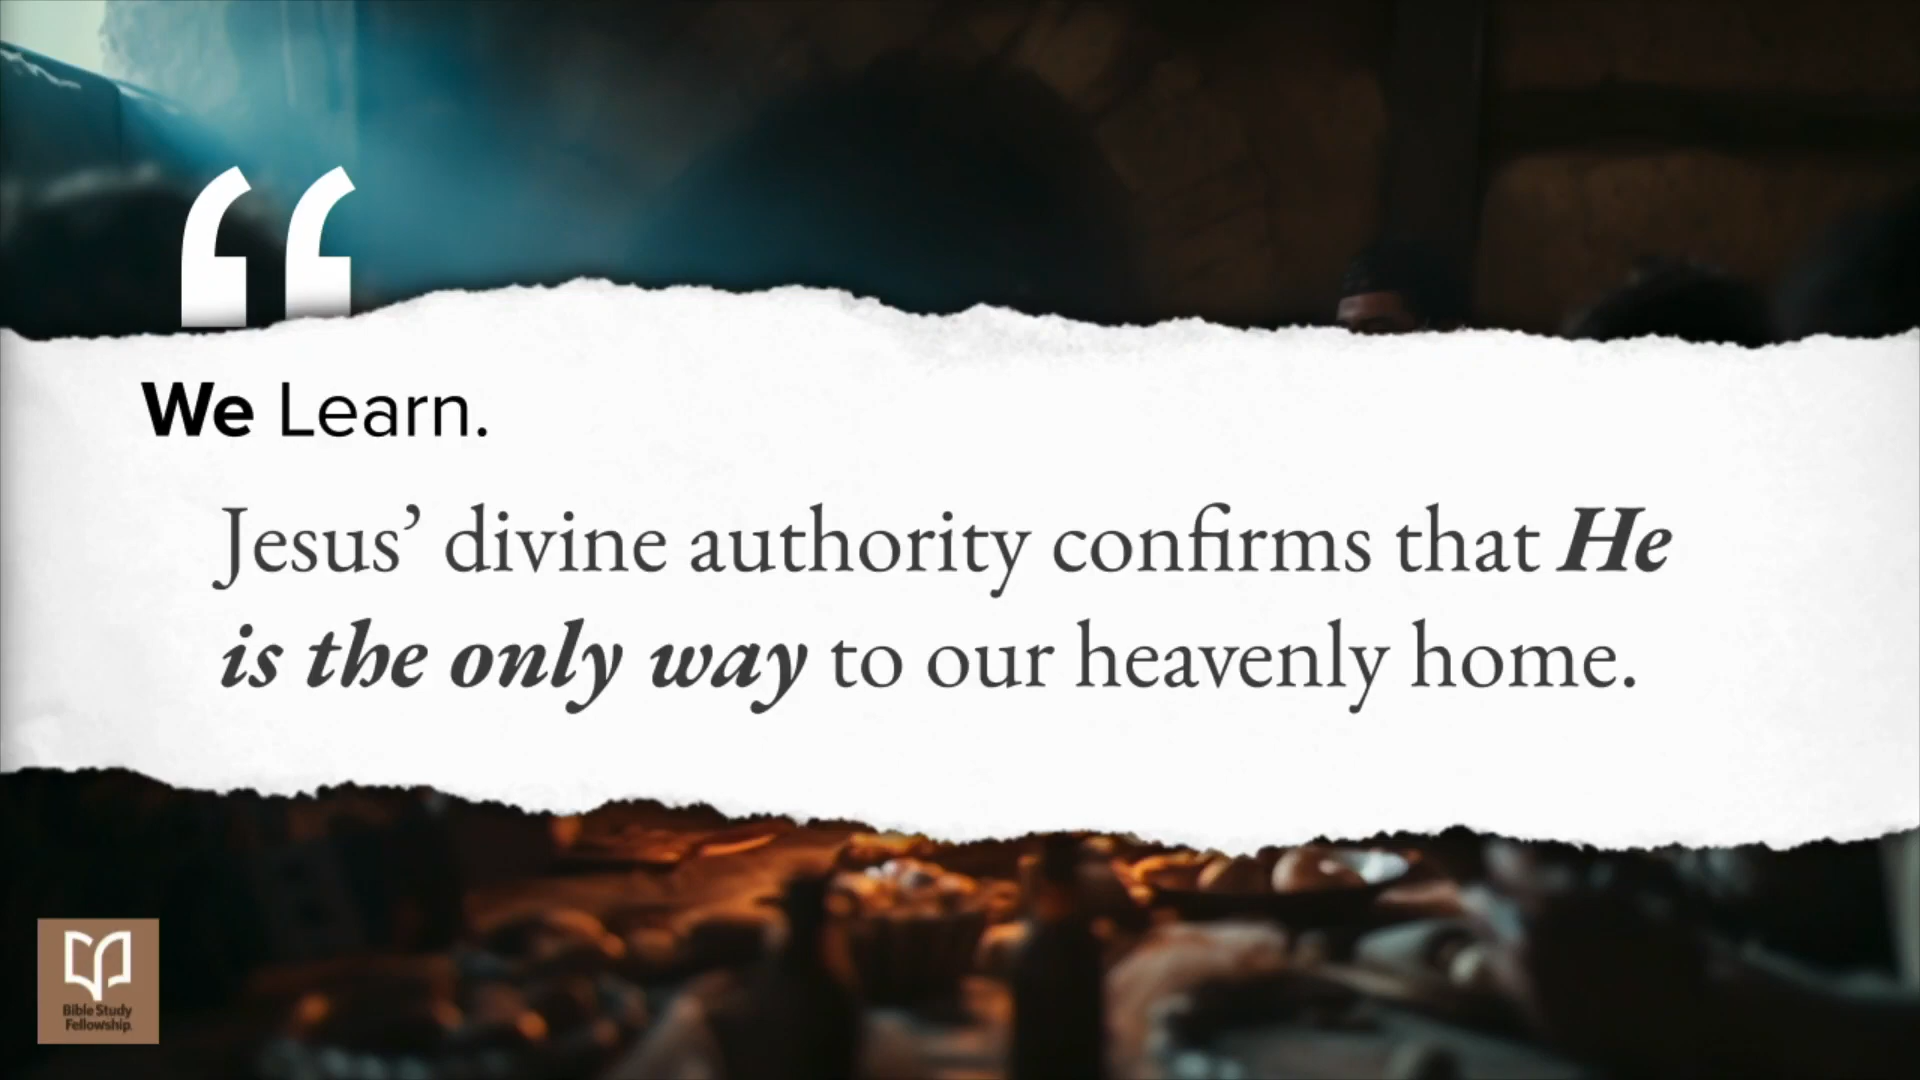 “
We Learn.
Jesus’ divine authority confirms that He
is the only way to our heavenly home.
Bible Study
Fellowship.